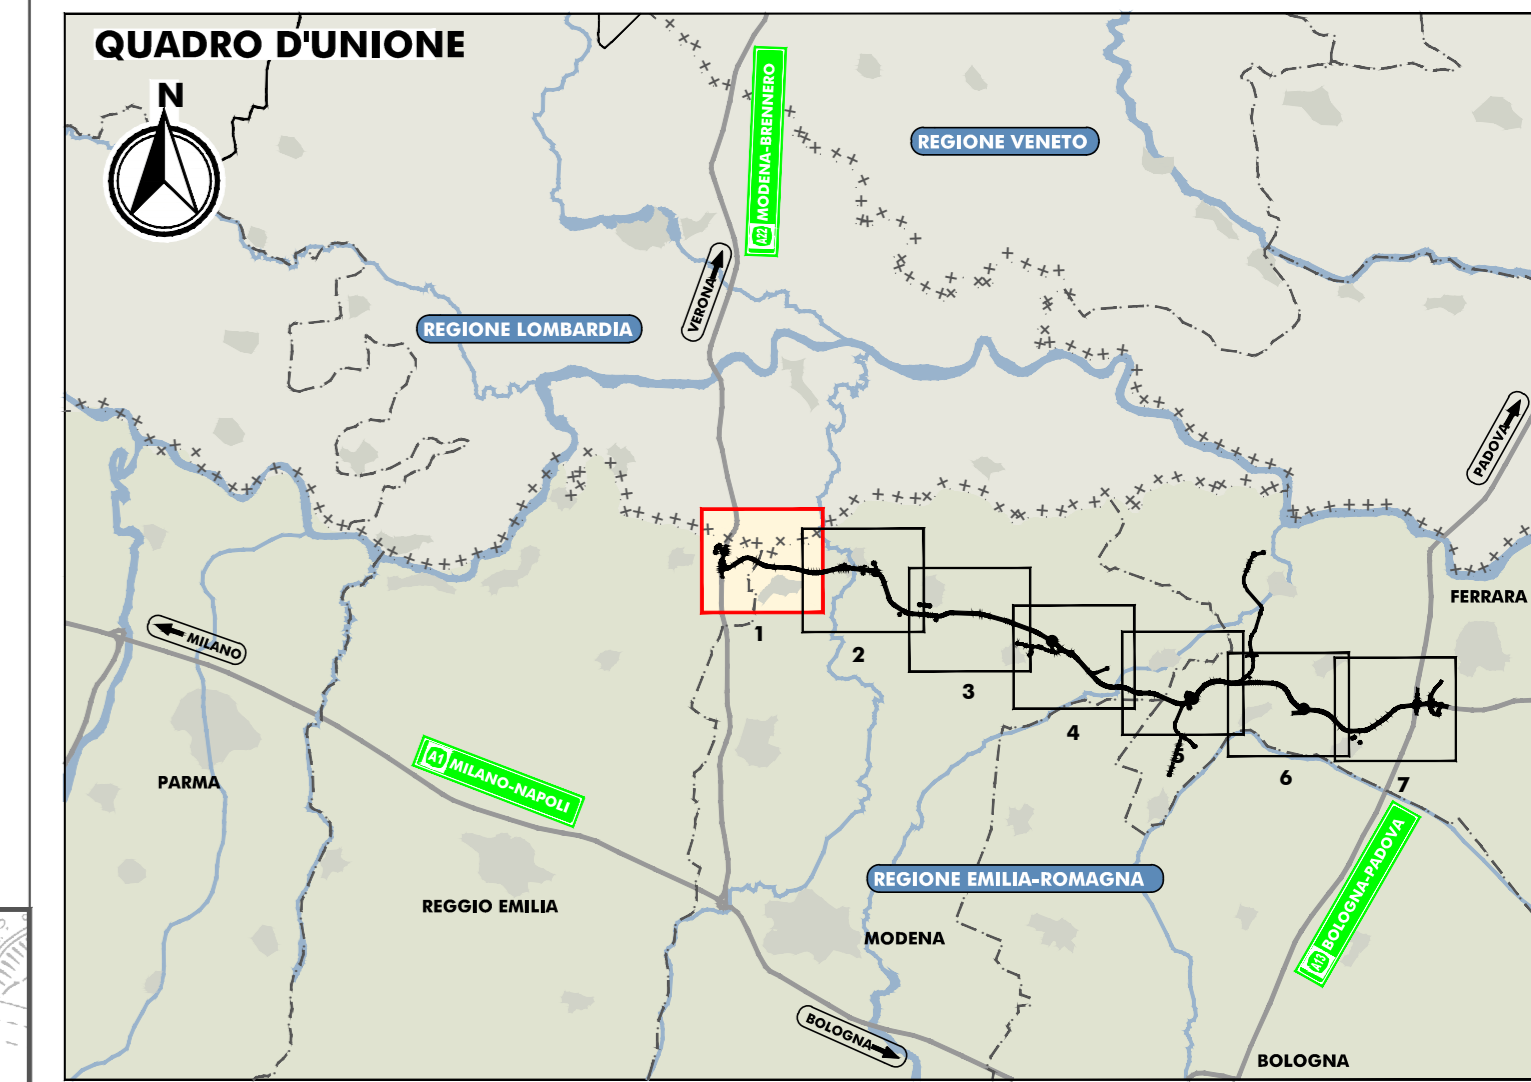 QUADRO D'UNIONE
N
A22 MODENA-BRENNERO
REGIONE VENETO
VERONA
REGIONE LOMBARDIA
PADOVA
FERRARA
MILANO
1
2
3
4
5
6
7
PARMA
A1 MILANO-NAPOLI
REGGIO EMILIA
REGIONE EMILIA-ROMAGNA
A13 BOLOGNA-PADOVA
MODENA
BOLOGNA
BOLOGNA